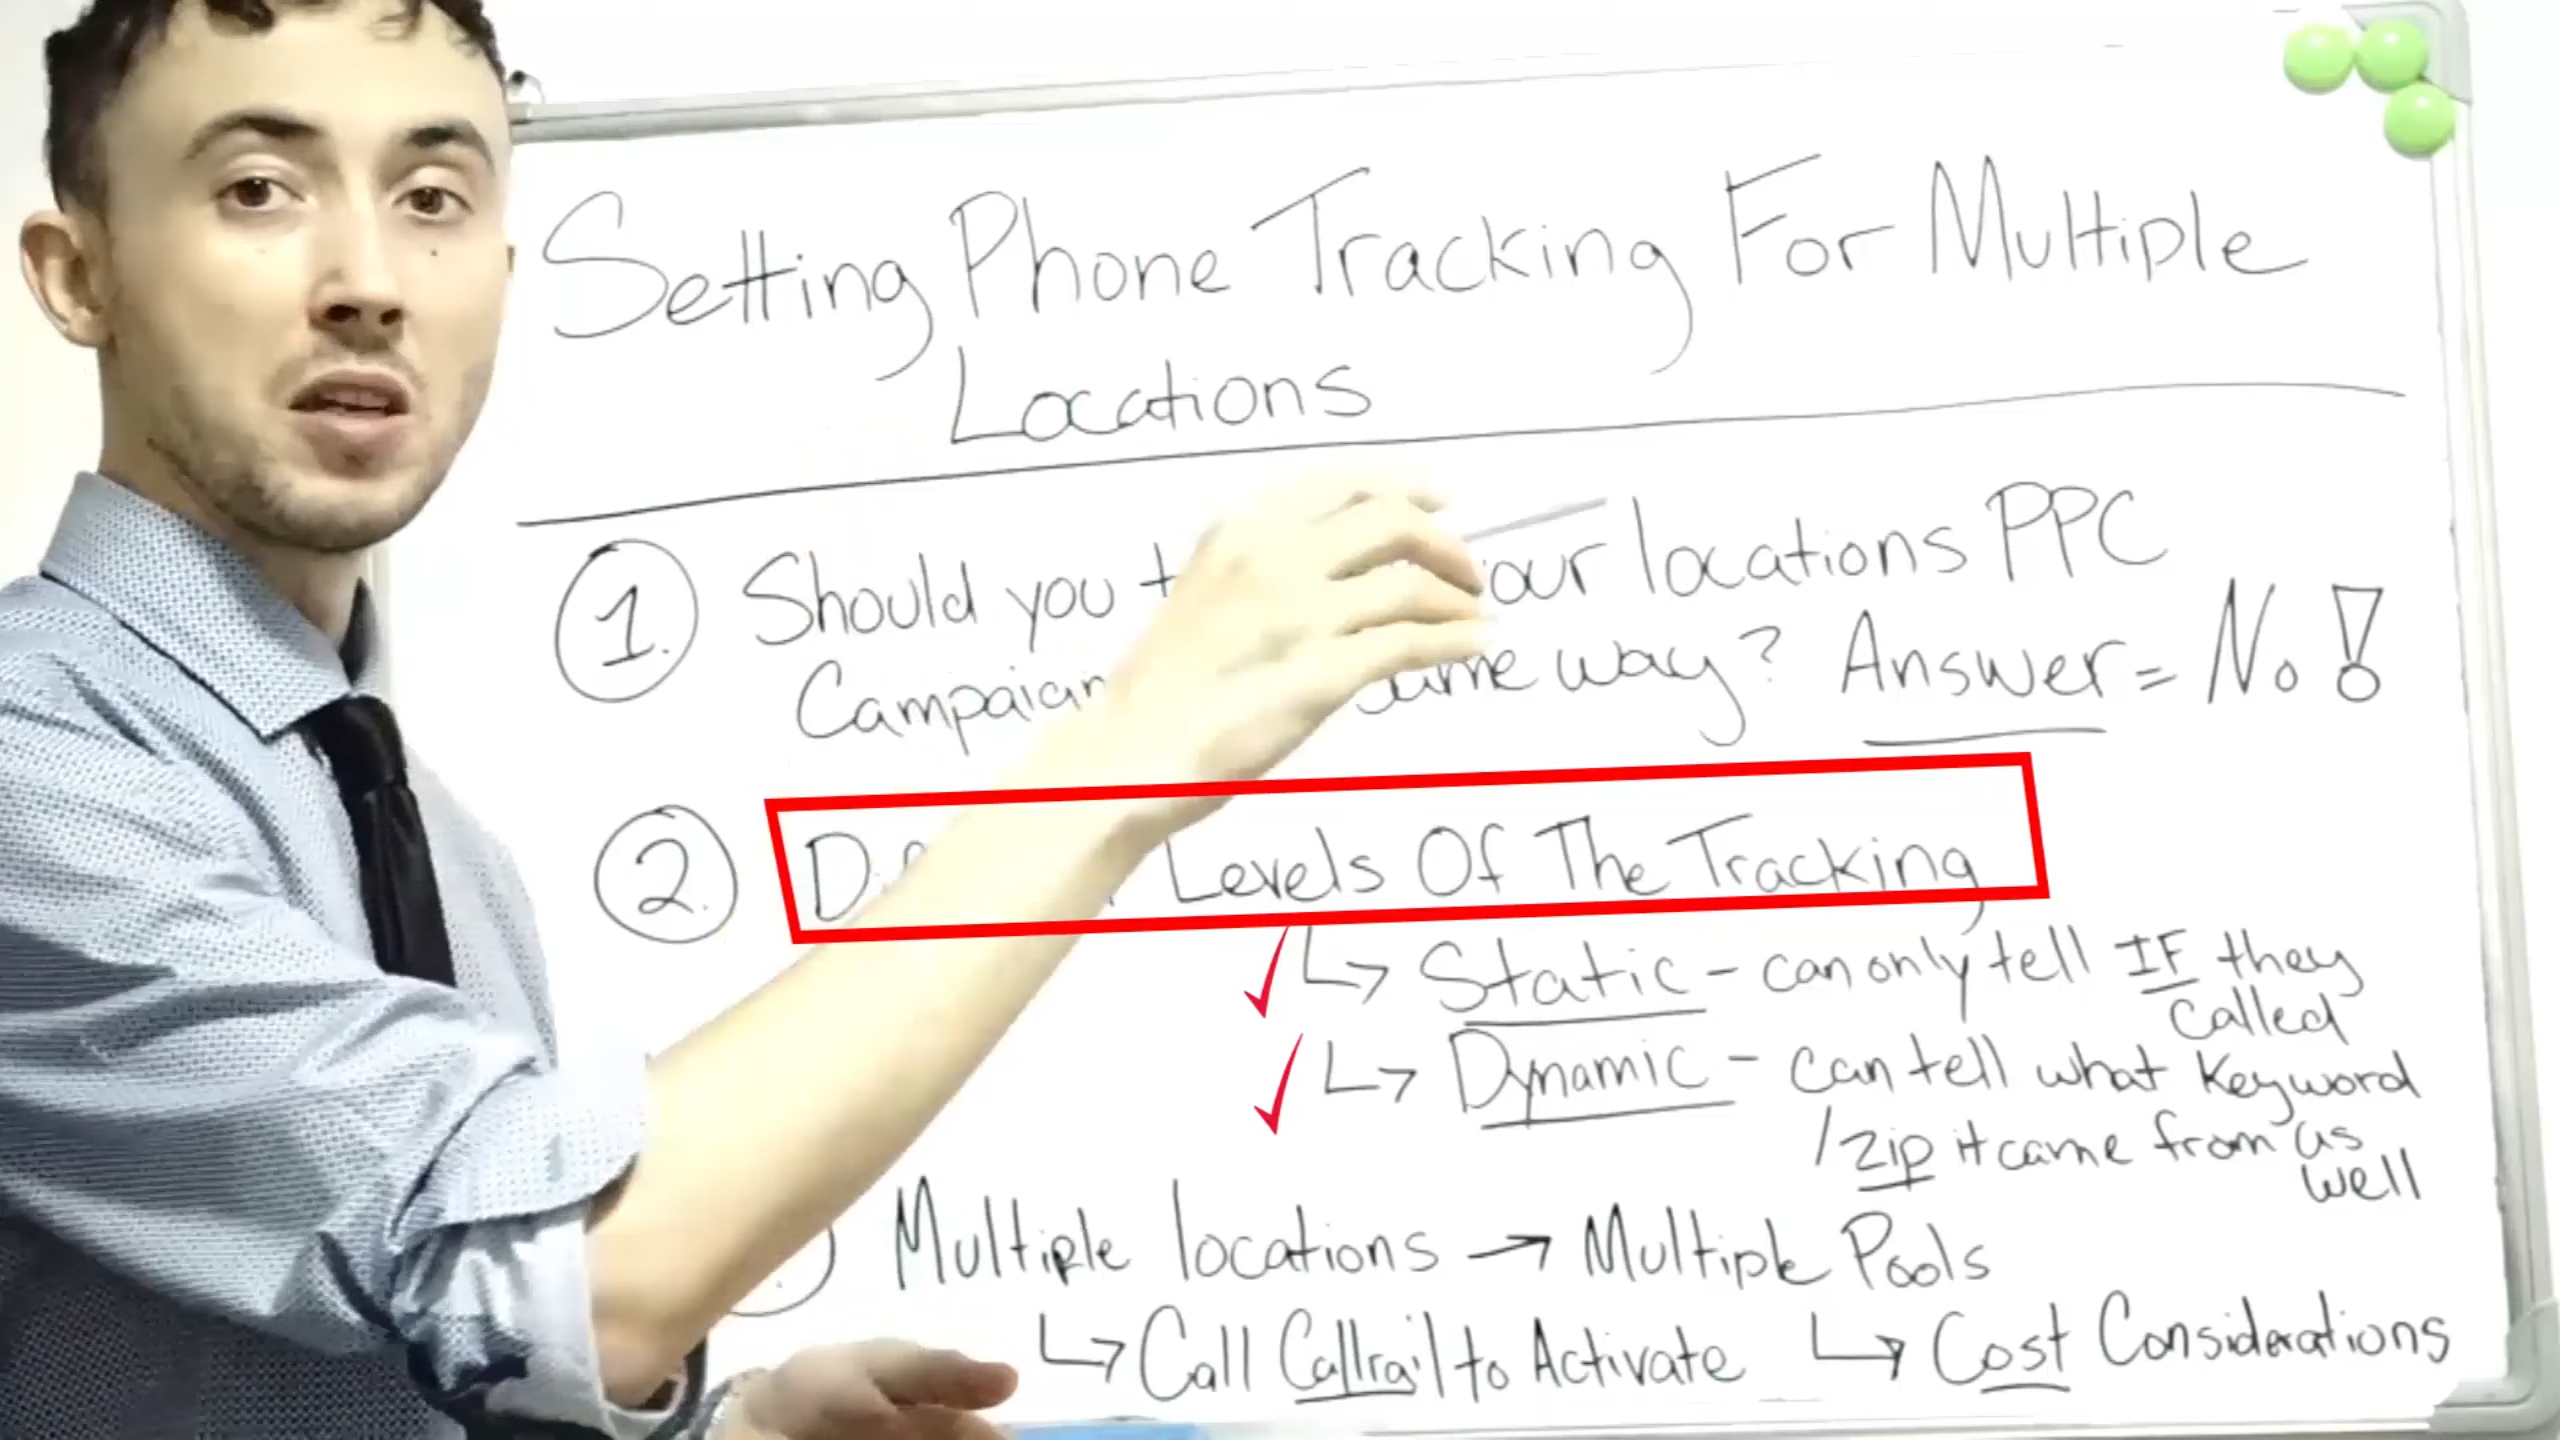 Setting Phone Tracking For Multiple
Locations
1. Should you our locations PPC
way? Answer = No!
2. Levels Of The Tracking
↳ Static - can only tell IF they
called
↳ Dynamic - can tell what keyword
/zip it came from as
well
Multiple locations → Multiple Pools
↳ Call Callrail to Activate ↳ Cost Considerations